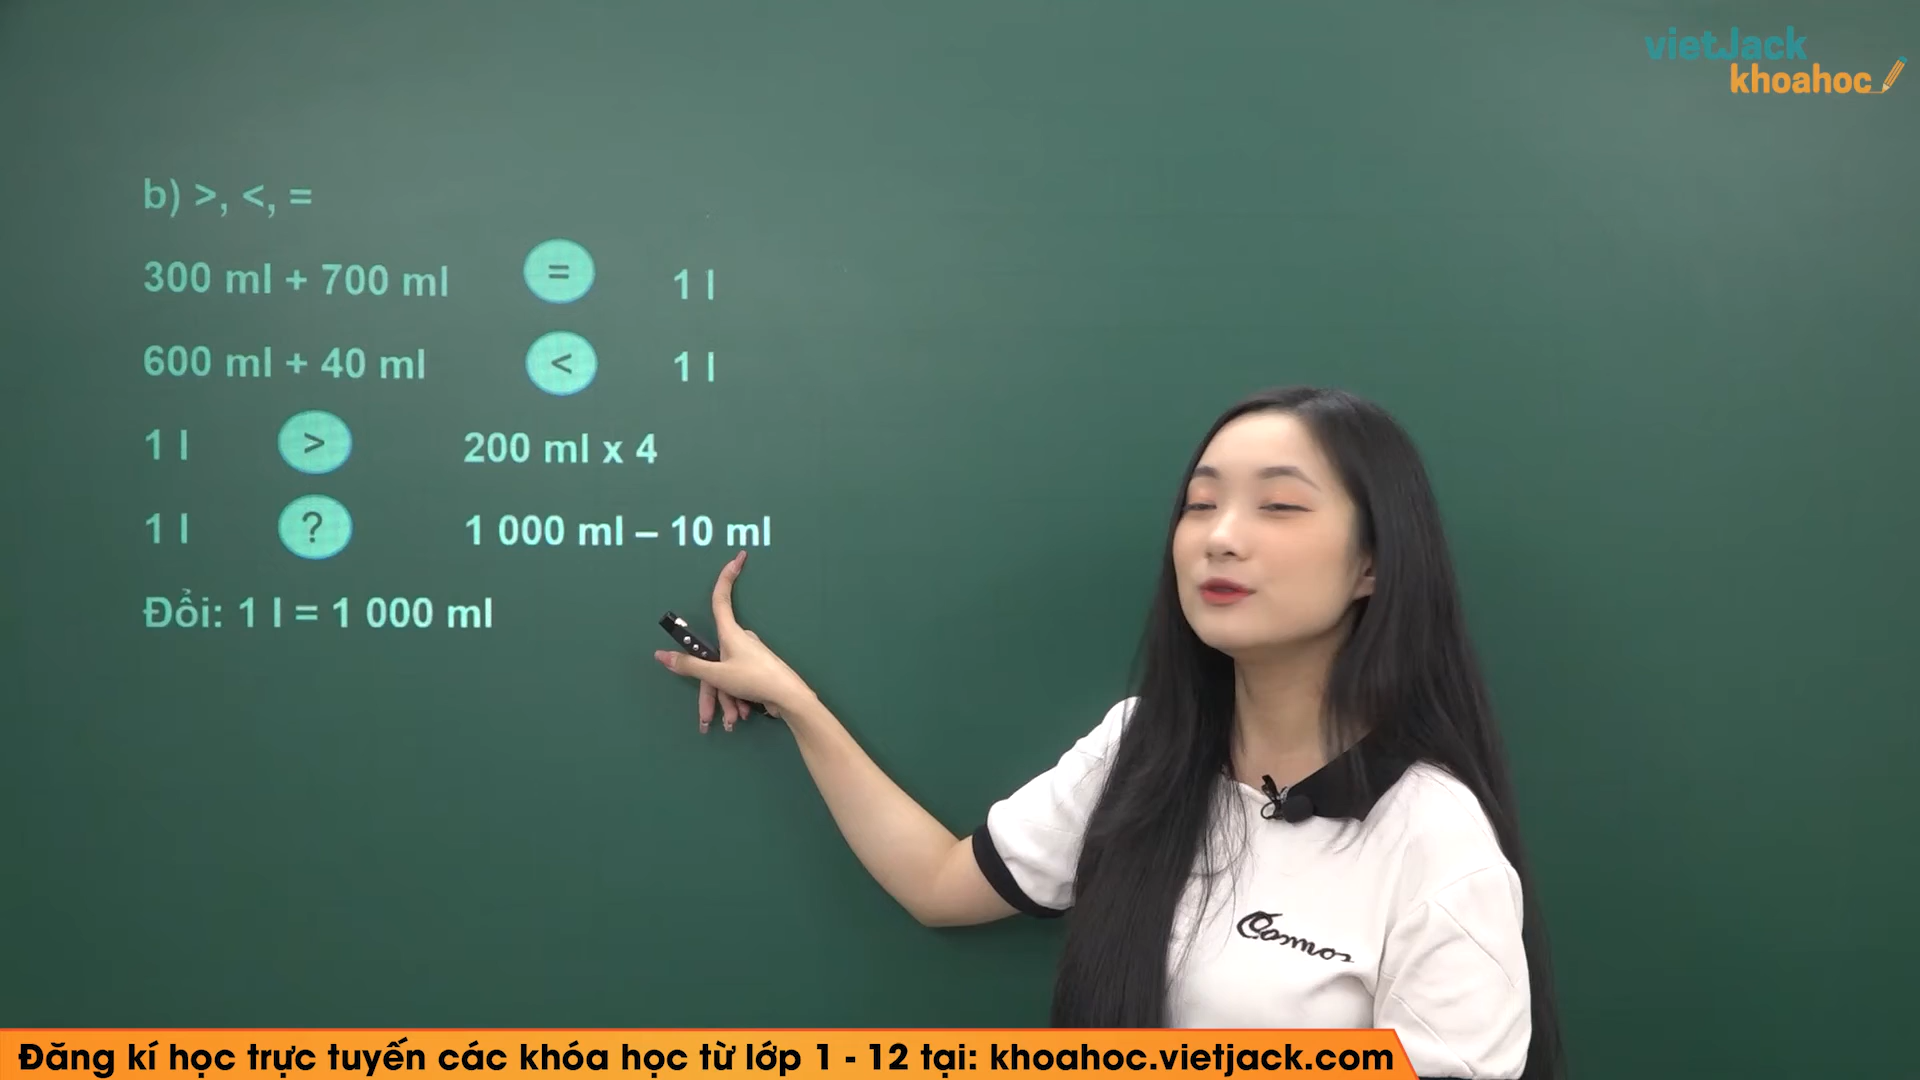 vietJack
khoahoc
b) >, <, =
300 ml + 700 ml = 1 l
600 ml + 40 ml < 1 l
1 l > 200 ml x 4
1 l ? 1 000 ml – 10 ml
Đổi: 1 l = 1 000 ml
Cosmos
Đăng kí học trực tuyến các khóa học từ lớp 1 - 12 tại: khoahoc.vietjack.com